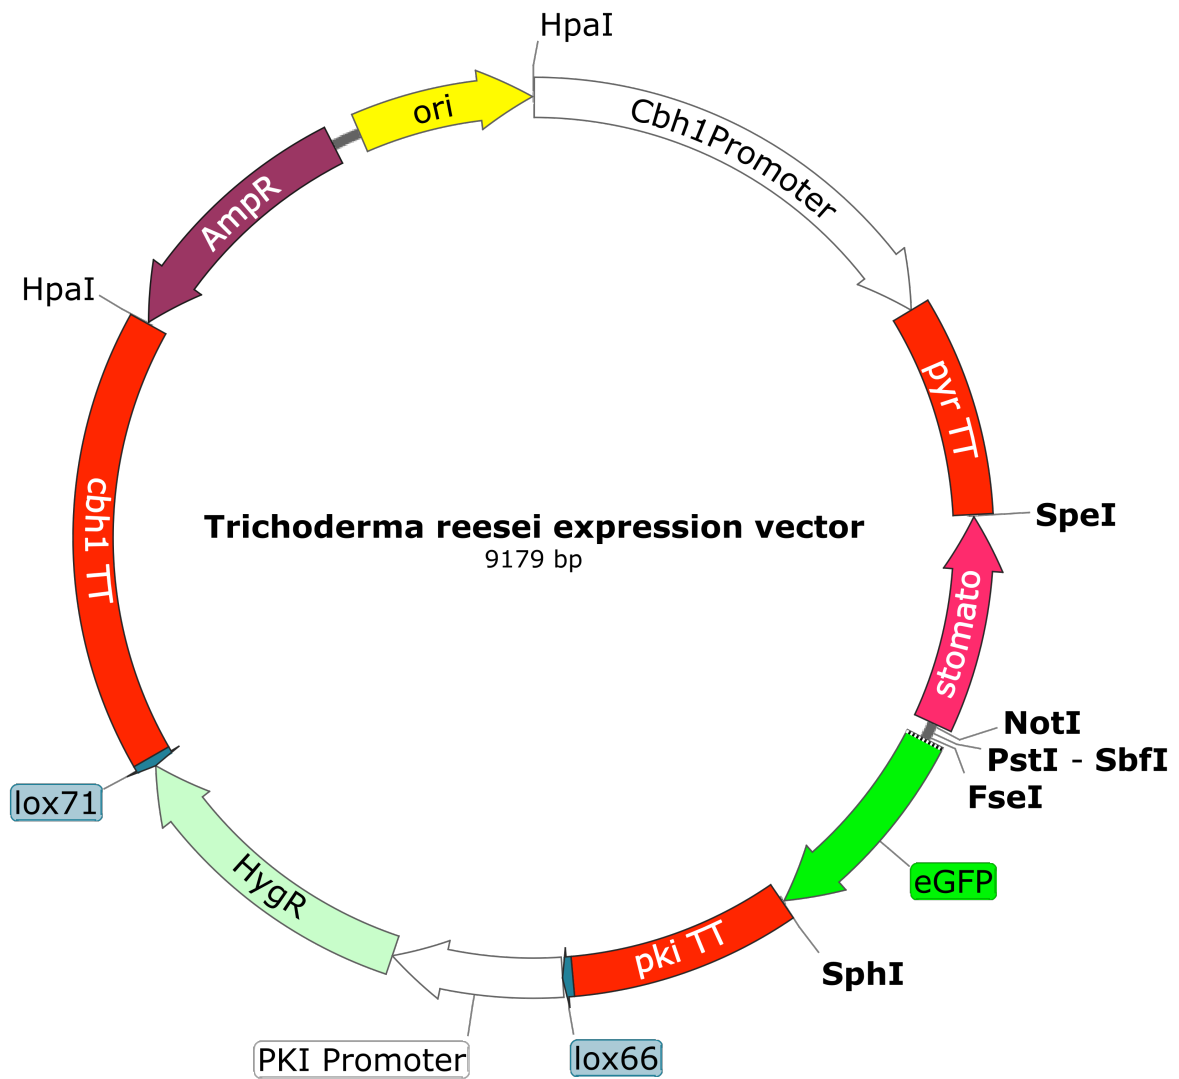 HpaI
ori
Cbh1Promoter
AmpR
HpaI
pyr TT
SpeI
cbh1 TT
Trichoderma reesei expression vector
9179 bp
stomato
NotI
PstI - SbfI
FseI
lox71
HygR
eGFP
pki TT
SphI
PKI Promoter
lox66